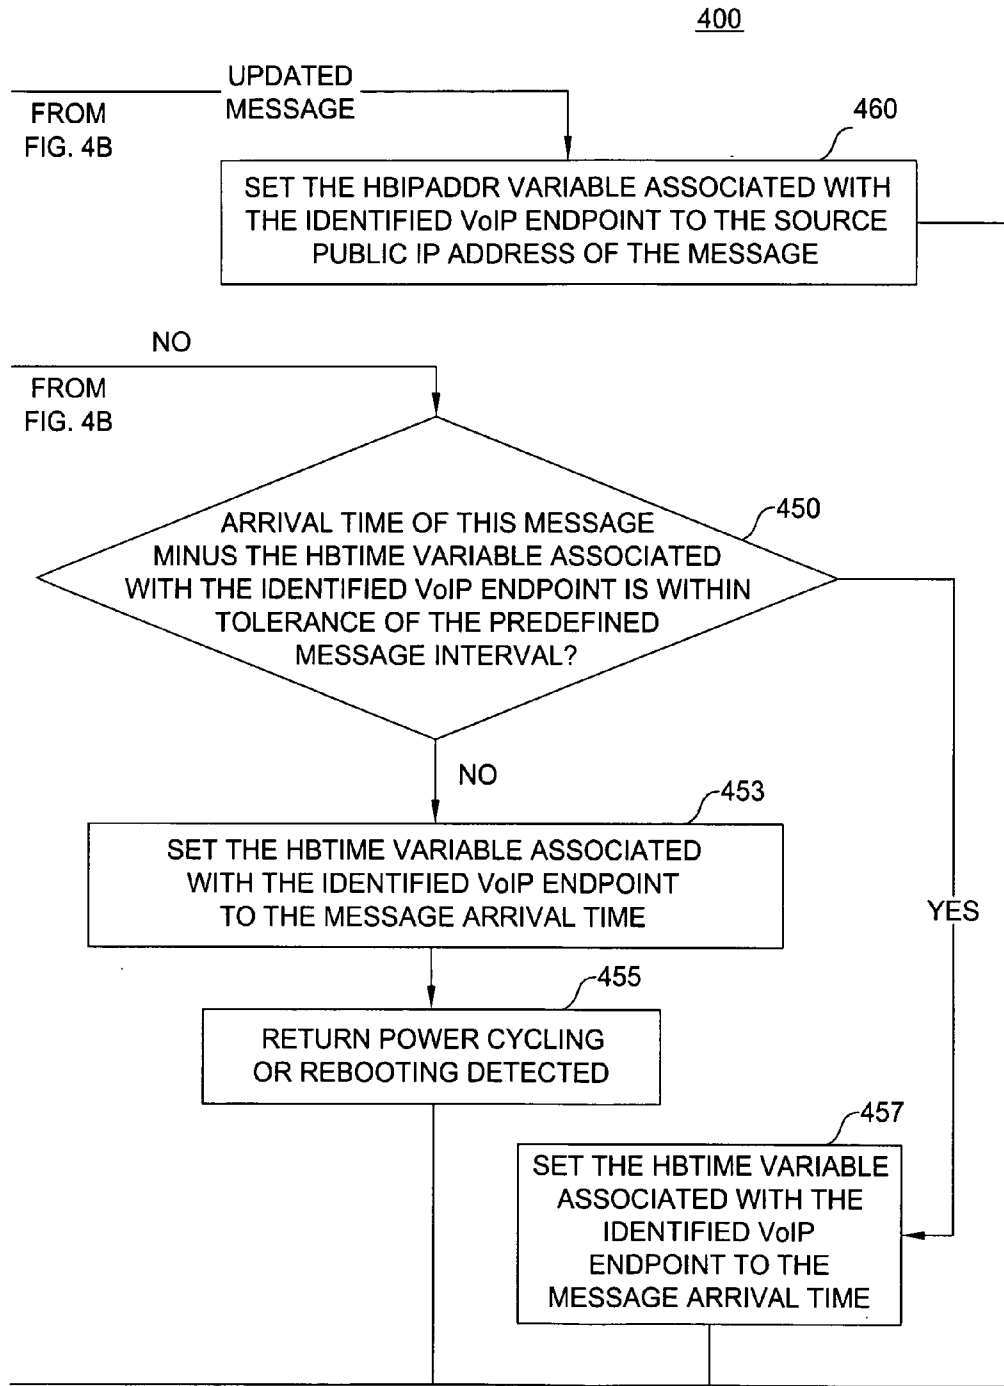 400
UPDATED
MESSAGE
FROM
FIG. 4B
460
SET THE HBIPADDR VARIABLE ASSOCIATED WITH
THE IDENTIFIED VoIP ENDPOINT TO THE SOURCE
PUBLIC IP ADDRESS OF THE MESSAGE
NO
FROM
FIG. 4B
450
ARRIVAL TIME OF THIS MESSAGE
MINUS THE HBTIME VARIABLE ASSOCIATED
WITH THE IDENTIFIED VoIP ENDPOINT IS WITHIN
TOLERANCE OF THE PREDEFINED
MESSAGE INTERVAL?
NO
453
SET THE HBTIME VARIABLE ASSOCIATED
WITH THE IDENTIFIED VoIP ENDPOINT
TO THE MESSAGE ARRIVAL TIME
YES
455
RETURN POWER CYCLING
OR REBOOTING DETECTED
457
SET THE HBTIME VARIABLE
ASSOCIATED WITH THE
IDENTIFIED VoIP
ENDPOINT TO THE
MESSAGE ARRIVAL TIME